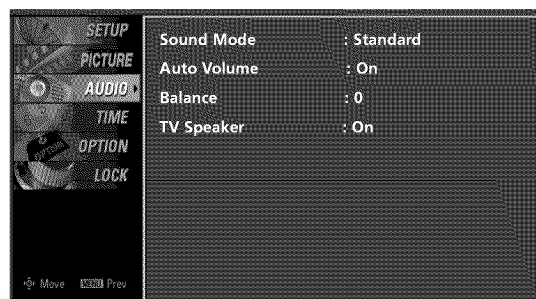 SETUP
PICTURE
AUDIO
TIME
OPTION
LOCK
Move MENU Prev
Sound Mode : Standard
Auto Volume : On
Balance : 0
TV Speaker : On
OPTION